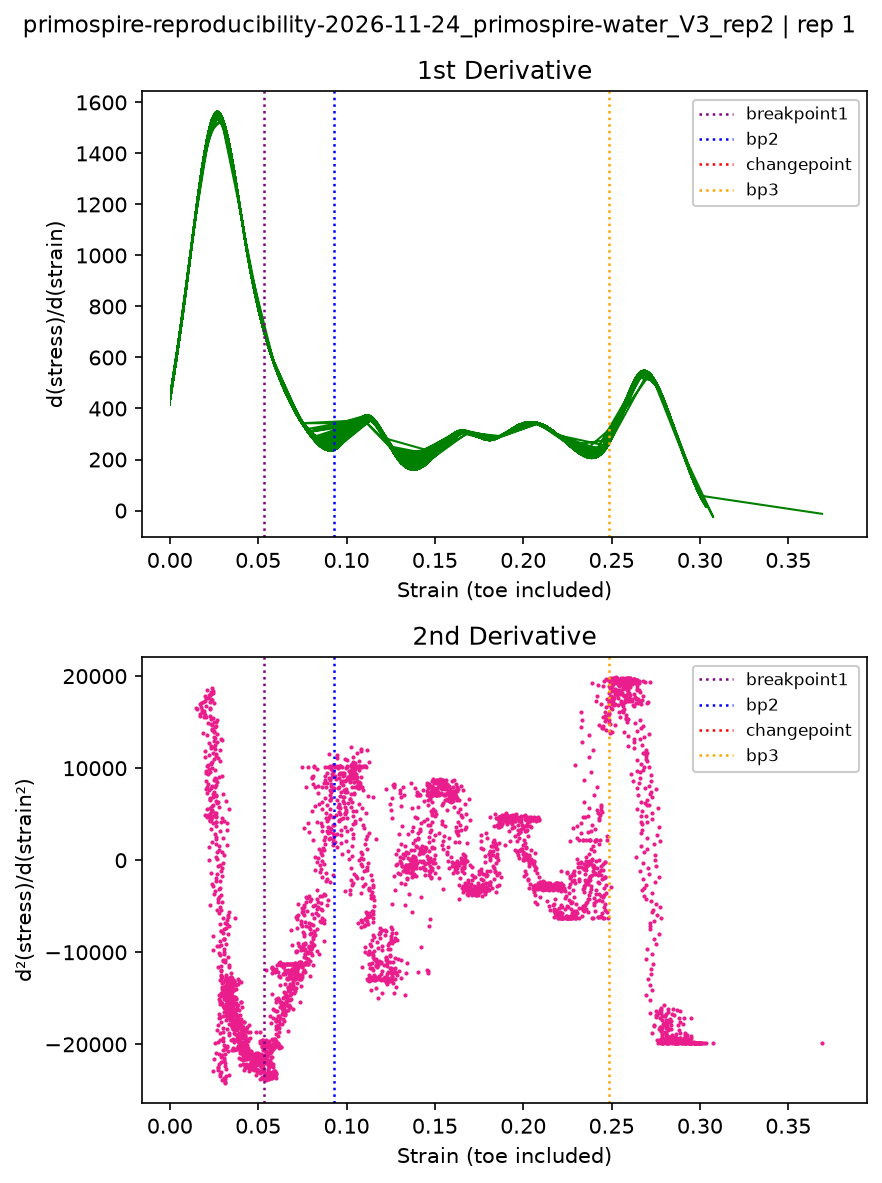 primospire-reproducibility-2026-11-24_primospire-water_V3_rep2 | rep 1
1st Derivative
1600
1400
1200
1000
800
600
400
200
0
d(stress)/d(strain)
breakpoint1
bp2
changepoint
bp3
0.00 0.05 0.10 0.15 0.20 0.25 0.30 0.35
Strain (toe included)
2nd Derivative
20000
10000
0
−10000
−20000
d²(stress)/d(strain²)
breakpoint1
bp2
changepoint
bp3
0.00 0.05 0.10 0.15 0.20 0.25 0.30 0.35
Strain (toe included)